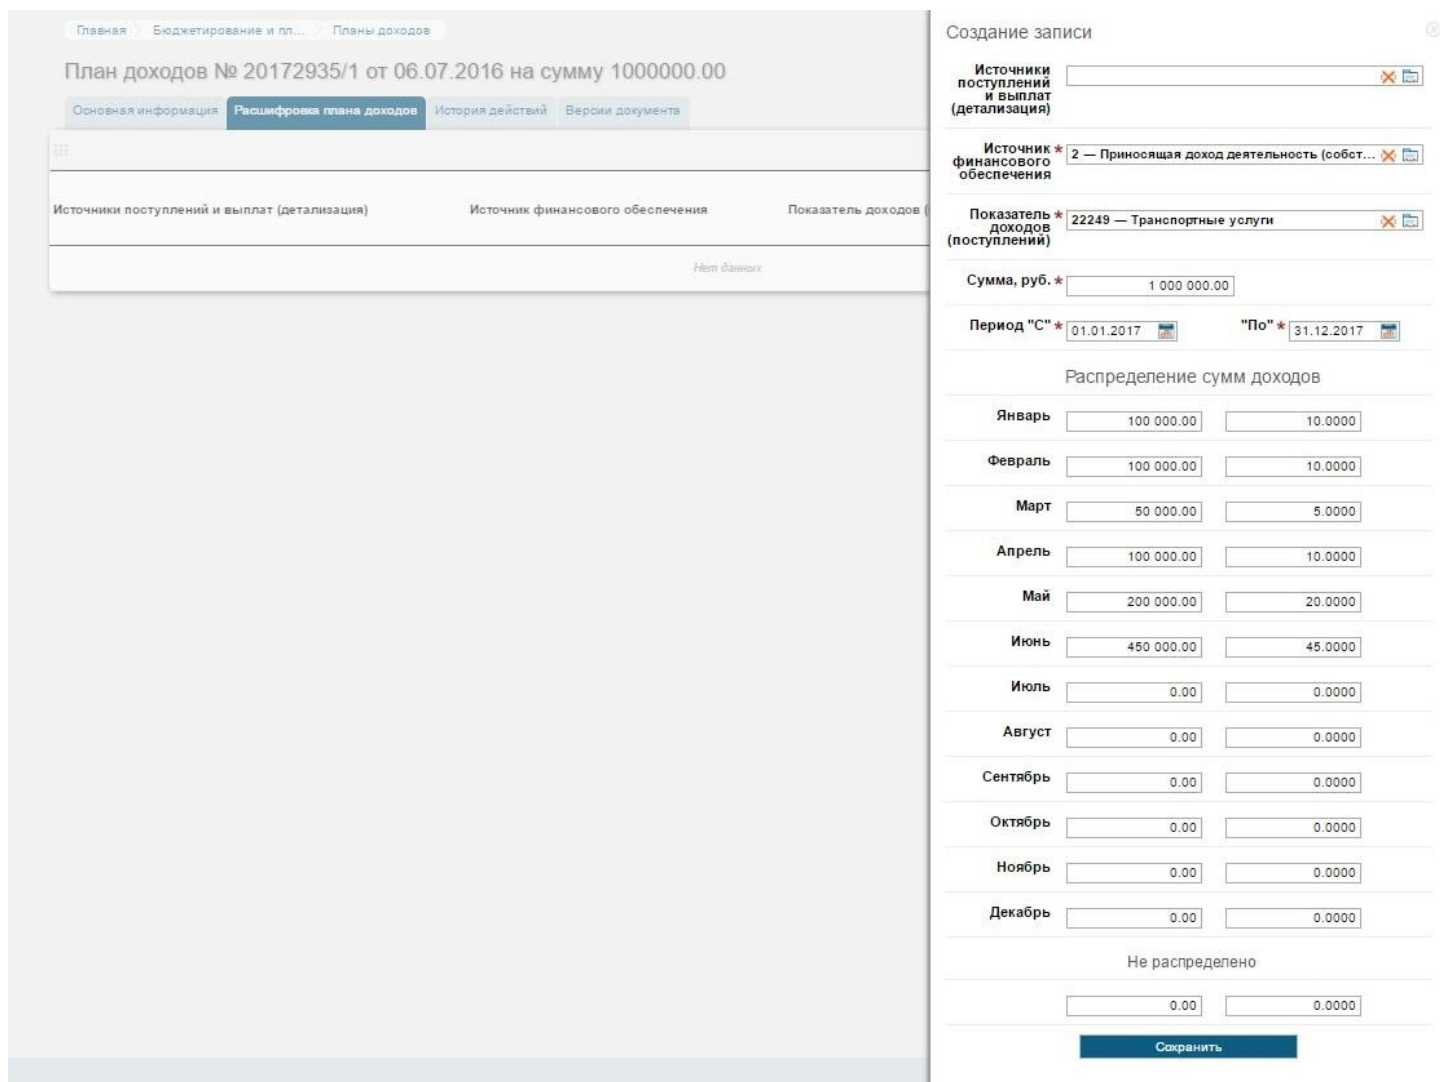 Главная Бюджетирование и пл... Планы доходов
План доходов № 20172935/1 от 06.07.2016 на сумму 1000000.00
Основная информация Расшифровка плана доходов История действий Версии документа
Источники поступлений и выплат (детализация) Источник финансового обеспечения Показатель доходов (
Нет данных
Создание записи
Источники
поступлений
и выплат
(детализация)
Источник * 2 — Приносящая доход деятельность (собст...
финансового
обеспечения
Показатель * 22249 — Транспортные услуги
доходов
(поступлений)
Сумма, руб. * 1 000 000.00
Период "С" * 01.01.2017 "По" * 31.12.2017
Распределение сумм доходов
Январь 100 000.00 10.0000
Февраль 100 000.00 10.0000
Март 50 000.00 5.0000
Апрель 100 000.00 10.0000
Май 200 000.00 20.0000
Июнь 450 000.00 45.0000
Июль 0.00 0.0000
Август 0.00 0.0000
Сентябрь 0.00 0.0000
Октябрь 0.00 0.0000
Ноябрь 0.00 0.0000
Декабрь 0.00 0.0000
Не распределено
0.00 0.0000
Сохранить